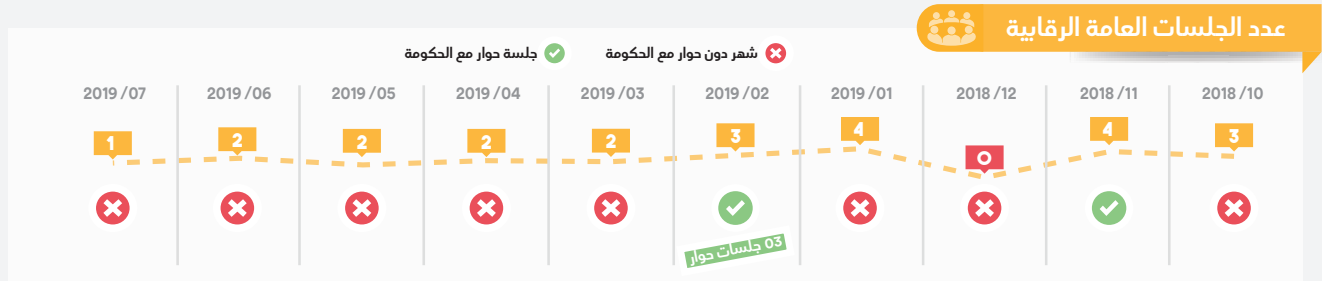 عدد الجلسات العامة الرقابية
شهر دون حوار مع الحكومة جلسة حوار مع الحكومة
2018/10 2018/11 2018/12 2019/01 2019/02 2019/03 2019/04 2019/05 2019/06 2019/07
3 4 0 4 3 2 2 2 2 1
03 جلسات حوار